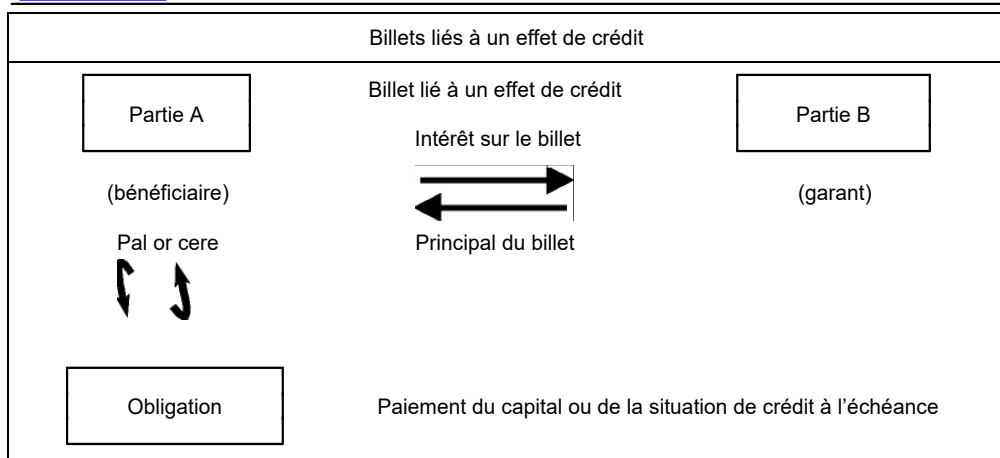 Billets liés à un effet de crédit
Billet lié à un effet de crédit
Partie A
Partie B
Intérêt sur le billet
(bénéficiaire)
(garant)
Pal or cere
Principal du billet
Obligation
Paiement du capital ou de la situation de crédit à l'échéance